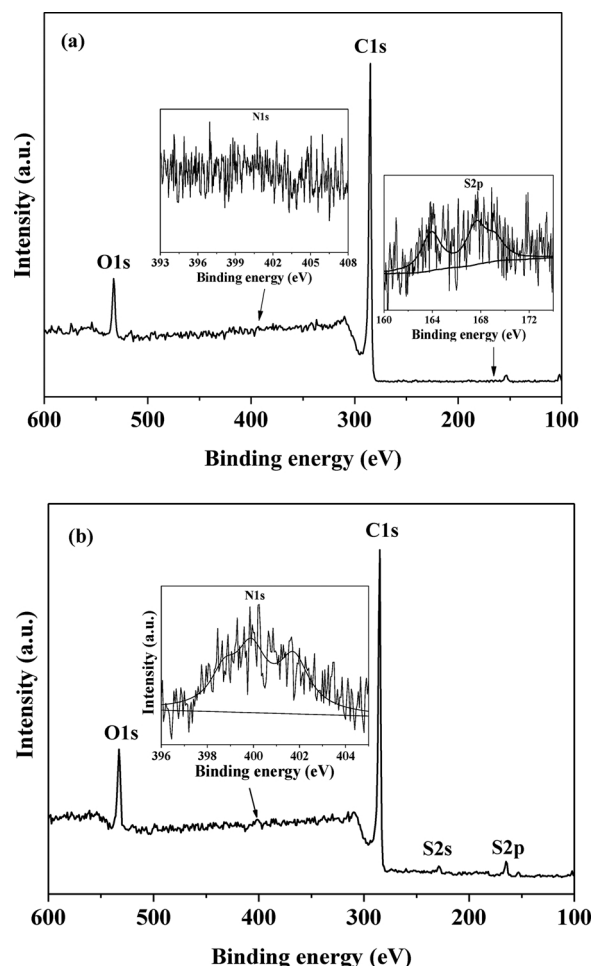 (a)
C1s
N1s
393 396 399 402 405 408
Binding energy (eV)
S2p
160 164 168 172
Binding energy (eV)
O1s
Intensity (a.u.)
600 500 400 300 200 100
Binding energy (eV)
(b)
C1s
N1s
Intensity (a.u.)
396 398 400 402 404
Binding energy (eV)
O1s
S2s
S2p
Intensity (a.u.)
600 500 400 300 200 100
Binding energy (eV)